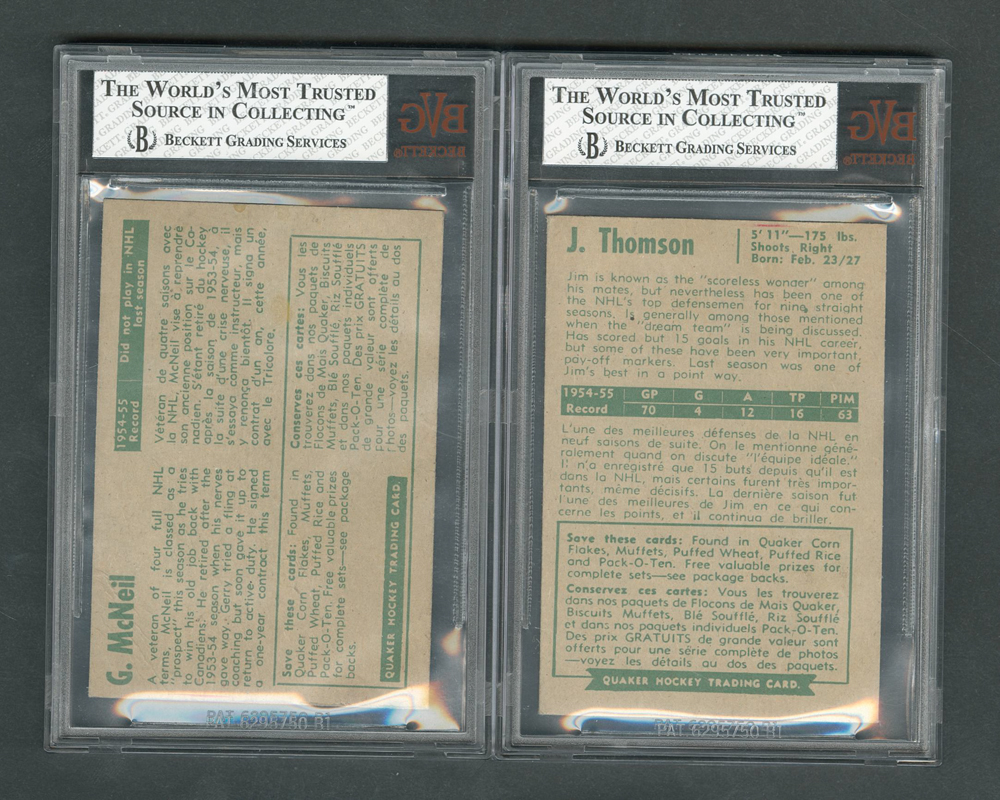 THE WORLD'S MOST TRUSTED
SOURCE IN COLLECTING™
B BECKETT GRADING SERVICES
BVG
BECKETT®
G. McNeil
1954-55
Record
Did not play in NHL
last season
A veteran of four full NHL
terms, McNeil is classed as a
"prospect" this season as he tries
to win his old job back with
Canadiens. He retired after the
1953-54 season when his nerves
gave way. Gerry tried a fling at
coaching but soon gave it up to
return to active duty. He signed
a one-year contract this term
Vétéran de quatre saisons avec
la NHL, McNeil vise à reprendre
son ancienne position sur le Ca-
nadien. S'étant retiré du hockey
après la saison de 1953-54, à
la suite d'une crise nerveuse, il
s'essaya comme instructeur, mais
y renonça bientôt. Il signa un
contrat d'un an, cette année,
avec le Tricolore.
Save these cards: Found in
Quaker Corn Flakes, Muffets,
Puffed Wheat, Puffed Rice and
Pack-O-Ten. Free valuable prizes
for complete sets—see package
backs.
Conserves ces cartes: Vous les
trouverez dans nos paquets de
Flocons de Mais Quaker, Biscuits
Muffets, Blé Soufflé, Riz Soufflé
et dans nos paquets individuels
Pack-O-Ten. Des prix GRATUITS
de grande valeur sont offerts
pour une série complète de
photos—voyez les détails au dos
des paquets.
QUAKER HOCKEY TRADING CARD.
PAT 6295750 B1
THE WORLD'S MOST TRUSTED
SOURCE IN COLLECTING™
B BECKETT GRADING SERVICES
BVG
BECKETT®
J. Thomson
5' 11"—175 lbs.
Shoots Right
Born: Feb. 23/27
Jim is known as the "scoreless wonder" among
his mates, but nevertheless has been one of
the NHL's top defensemen for nine straight
seasons. Is generally among those mentioned
when the "dream team" is being discussed.
Has scored but 15 goals in his NHL career,
but some of these have been very important,
pay-off markers. Last season was one of
Jim's best in a point way.
1954-55 GP G A TP PIM
Record 70 4 12 16 63
L'une des meilleures défenses de la NHL en
neuf saisons de suite. On le mentionne géné-
ralement quand on discute "l'équipe idéale."
Il n'a enregistré que 15 buts depuis qu'il est
dans la NHL, mais certains furent très impor-
tants, même décisifs. La dernière saison fut
l'une des meilleures de Jim en ce qui con-
cerne les points, et il continua de briller.
Save these cards: Found in Quaker Corn
Flakes, Muffets, Puffed Wheat, Puffed Rice
and Pack-O-Ten. Free valuable prizes for
complete sets—see package backs.
Conservez ces cartes: Vous les trouverez
dans nos paquets de Flocons de Mais Quaker,
Biscuits Muffets, Blé Soufflé, Riz Soufflé
et dans nos paquets individuels Pack-O-Ten.
Des prix GRATUITS de grande valeur sont
offerts pour une série complète de photos
—voyez les détails au dos des paquets.
QUAKER HOCKEY TRADING CARD.
PAT 6295750 B1